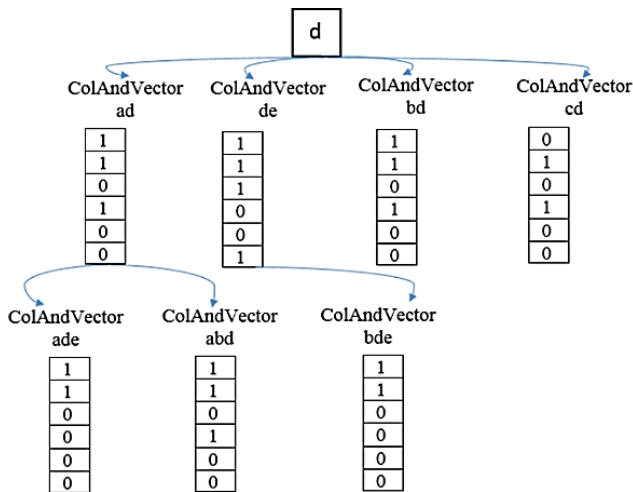 d
ColAndVector ColAndVector ColAndVector ColAndVector
ad de bd cd
1 1 1 0
1 1 1 1
0 1 0 0
1 0 1 1
0 0 0 0
0 1 0 0
ColAndVector ColAndVector ColAndVector
ade abd bde
1 1 1
1 1 1
0 0 0
0 1 0
0 0 0
0 0 0